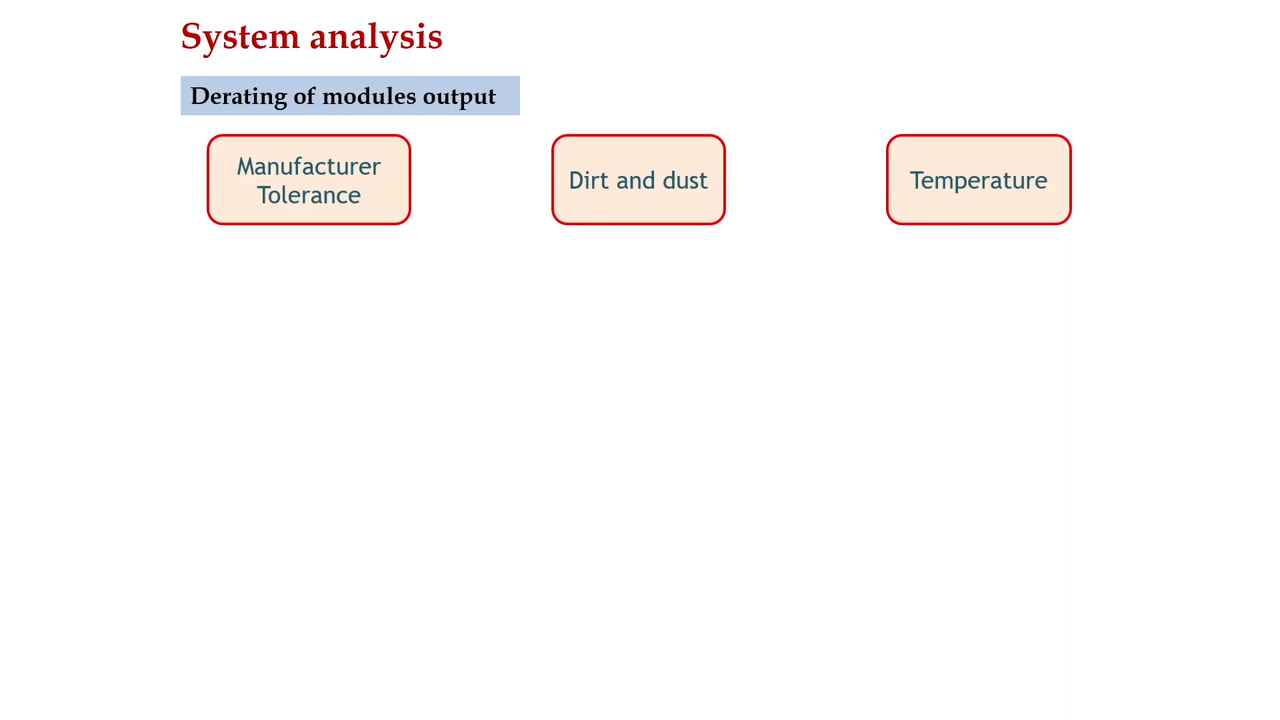 System analysis
Derating of modules output
Manufacturer
Tolerance
Dirt and dust
Temperature